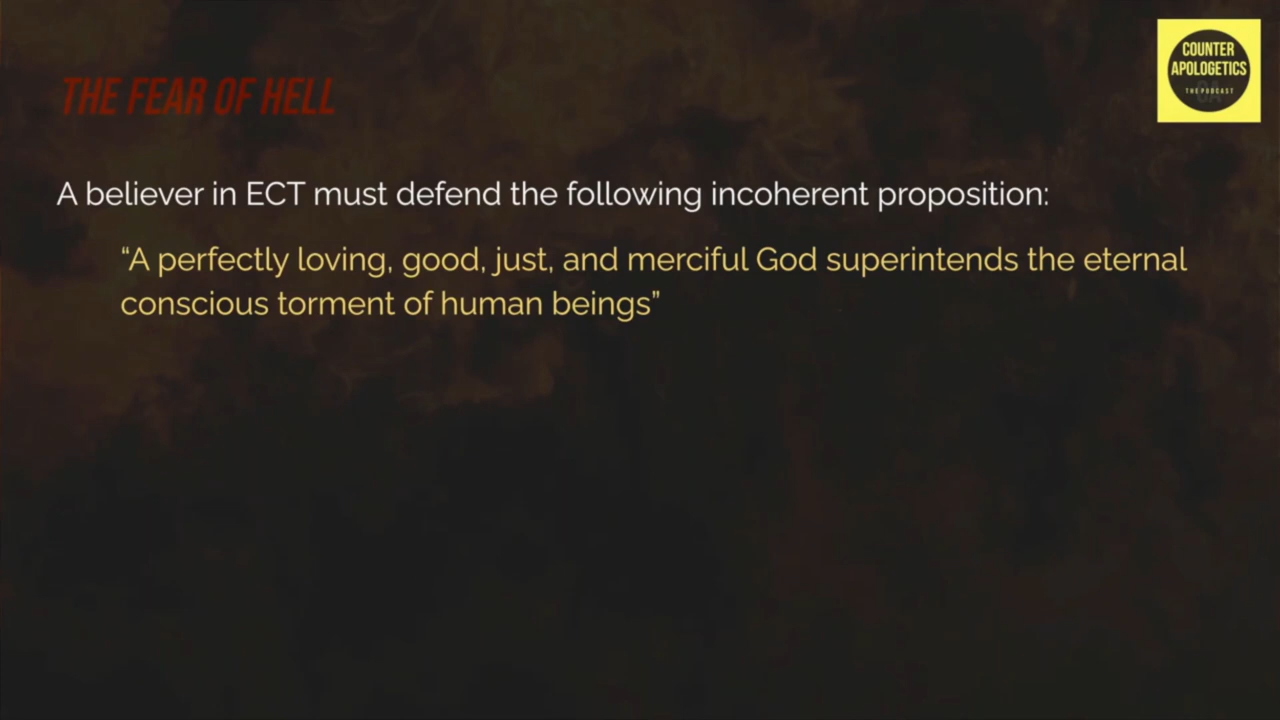 THE FEAR OF HELL
COUNTER
APOLOGETICS
THE PODCAST
A believer in ECT must defend the following incoherent proposition:
“A perfectly loving, good, just, and merciful God superintends the eternal
conscious torment of human beings”